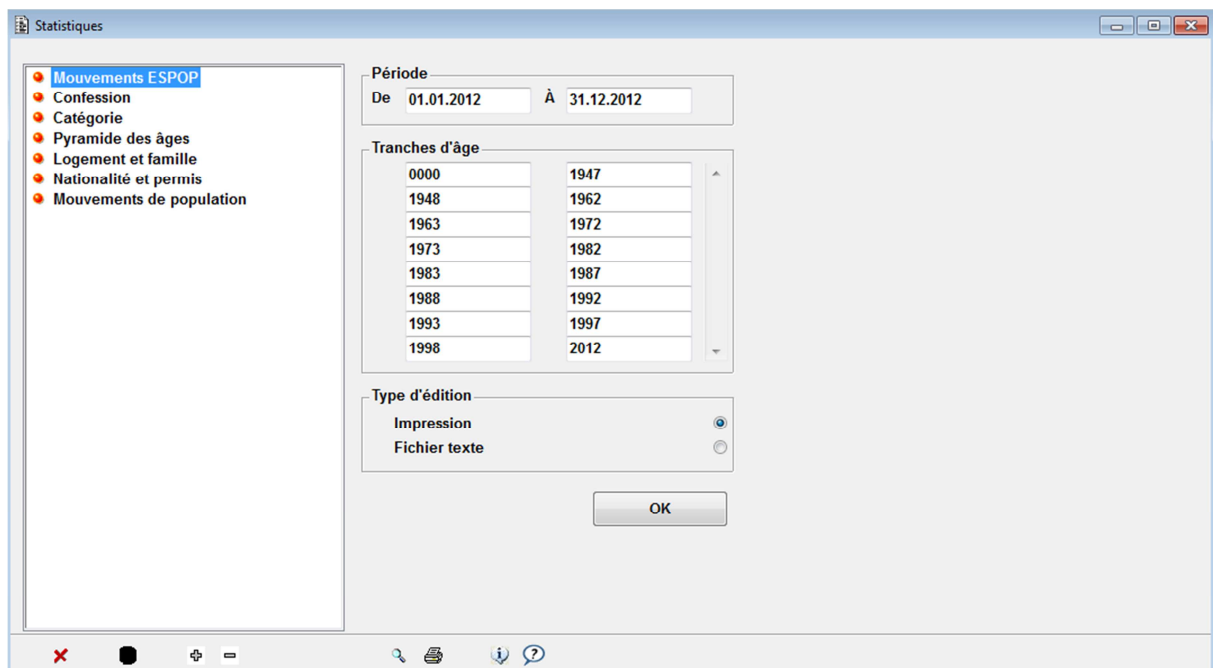 Statistiques
Mouvements ESPOP
Confession
Catégorie
Pyramide des âges
Logement et famille
Nationalité et permis
Mouvements de population
Période
De 01.01.2012 À 31.12.2012
Tranches d'âge
0000 1947
1948 1962
1963 1972
1973 1982
1983 1987
1988 1992
1993 1997
1998 2012
Type d'édition
Impression
Fichier texte
OK